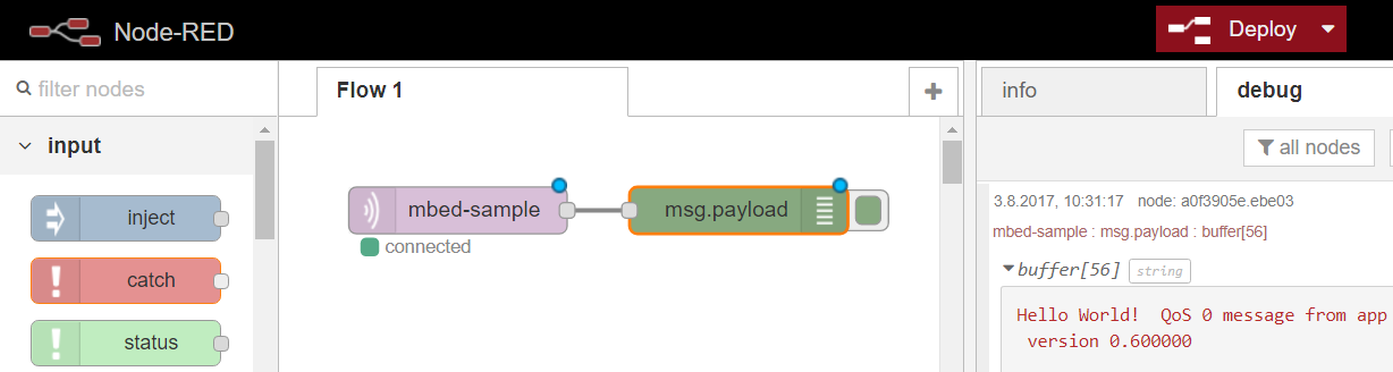 Node-RED
Deploy
filter nodes
Flow 1
+
info
debug
input
all nodes
inject
catch
status
mbed-sample
connected
msg.payload
3.8.2017, 10:31:17 node: a0f3905e.ebe03
mbed-sample : msg.payload : buffer[56]
buffer[56] string
Hello World! QoS 0 message from app
version 0.600000